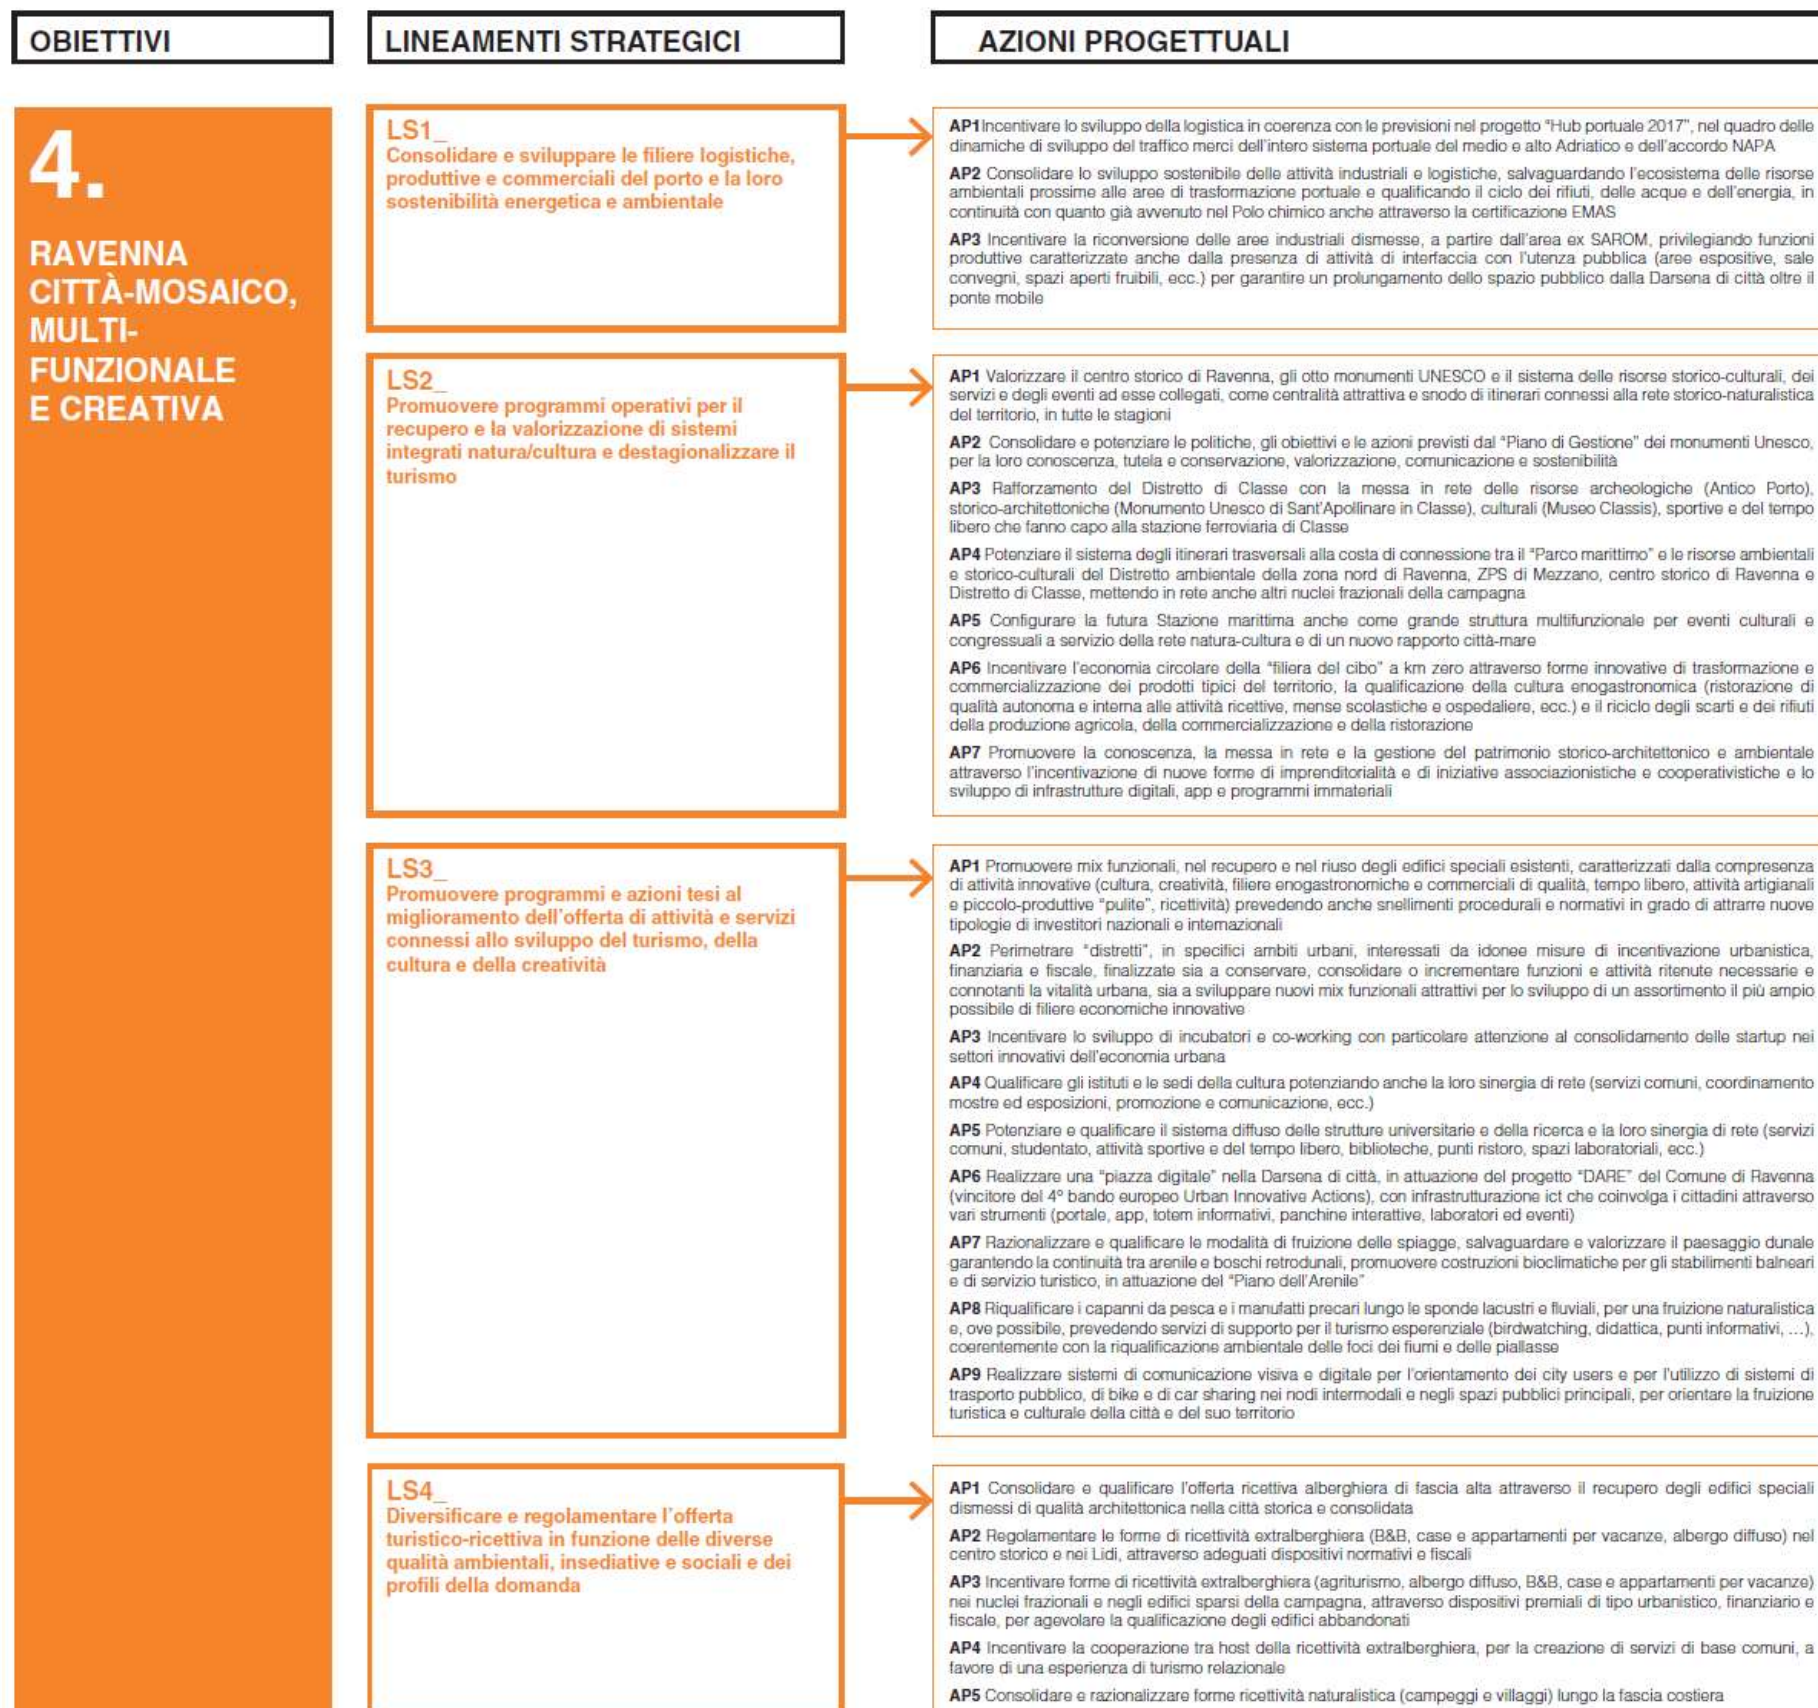 OBIETTIVI
LINEAMENTI STRATEGICI
AZIONI PROGETTUALI
4.
RAVENNA
CITTÀ-MOSAICO,
MULTI-
FUNZIONALE
E CREATIVA
LS1_
Consolidare e sviluppare le filiere logistiche,
produttive e commerciali del porto e la loro
sostenibilità energetica e ambientale
AP1Incentivare lo sviluppo della logistica in coerenza con le previsioni nel progetto “Hub portuale 2017”, nel quadro delle
dinamiche di sviluppo del traffico merci dell’intero sistema portuale del medio e alto Adriatico e dell’accordo NAPA
AP2 Consolidare lo sviluppo sostenibile delle attività industriali e logistiche, salvaguardando l’ecosistema delle risorse
ambientali prossime alle aree di trasformazione portuale e qualificando il ciclo dei rifiuti, delle acque e dell’energia, in
continuità con quanto già avvenuto nel Polo chimico anche attraverso la certificazione EMAS
AP3 Incentivare la riconversione delle aree industriali dismesse, a partire dall’area ex SAROM, privilegiando funzioni
produttive caratterizzate anche dalla presenza di attività di interfaccia con l’utenza pubblica (aree espositive, sale
convegni, spazi aperti fruibili, ecc.) per garantire un prolungamento dello spazio pubblico dalla Darsena di città oltre il
ponte mobile
LS2_
Promuovere programmi operativi per il
recupero e la valorizzazione di sistemi
integrati natura/cultura e destagionalizzare il
turismo
AP1 Valorizzare il centro storico di Ravenna, gli otto monumenti UNESCO e il sistema delle risorse storico-culturali, dei
servizi e degli eventi ad esse collegati, come centralità attrattiva e snodo di itinerari connessi alla rete storico-naturalistica
del territorio, in tutte le stagioni
AP2 Consolidare e potenziare le politiche, gli obiettivi e le azioni previsti dal “Piano di Gestione” dei monumenti Unesco,
per la loro conoscenza, tutela e conservazione, valorizzazione, comunicazione e sostenibilità
AP3 Rafforzamento del Distretto di Classe con la messa in rete delle risorse archeologiche (Antico Porto),
storico-architettoniche (Monumento Unesco di Sant’Apollinare in Classe), culturali (Museo Classis), sportive e del tempo
libero che fanno capo alla stazione ferroviaria di Classe
AP4 Potenziare il sistema degli itinerari trasversali alla costa di connessione tra il “Parco marittimo” e le risorse ambientali
e storico-culturali del Distretto ambientale della zona nord di Ravenna, ZPS di Mezzano, centro storico di Ravenna e
Distretto di Classe, mettendo in rete anche altri nuclei frazionali della campagna
AP5 Configurare la futura Stazione marittima anche come grande struttura multifunzionale per eventi culturali e
congressuali a servizio della rete natura-cultura e di un nuovo rapporto città-mare
AP6 Incentivare l’economia circolare della “filiera del cibo” a km zero attraverso forme innovative di trasformazione e
commercializzazione dei prodotti tipici del territorio, la qualificazione della cultura enogastronomica (ristorazione di
qualità autonoma e interna alle attività ricettive, mense scolastiche e ospedaliere, ecc.) e il riciclo degli scarti e dei rifiuti
della produzione agricola, della commercializzazione e della ristorazione
AP7 Promuovere la conoscenza, la messa in rete e la gestione del patrimonio storico-architettonico e ambientale
attraverso l’incentivazione di nuove forme di imprenditorialità e di iniziative associazionistiche e cooperativistiche e lo
sviluppo di infrastrutture digitali, app e programmi immateriali
LS3_
Promuovere programmi e azioni tesi al
miglioramento dell’offerta di attività e servizi
connessi allo sviluppo del turismo, della
cultura e della creatività
AP1 Promuovere mix funzionali, nel recupero e nel riuso degli edifici speciali esistenti, caratterizzati dalla compresenza
di attività innovative (cultura, creatività, filiere enogastronomiche e commerciali di qualità, tempo libero, attività artigianali
e piccolo-produttive “pulite”, ricettività) prevedendo anche snellimenti procedurali e normativi in grado di attrarre nuove
tipologie di investitori nazionali e internazionali
AP2 Perimetrare “distretti”, in specifici ambiti urbani, interessati da idonee misure di incentivazione urbanistica,
finanziaria e fiscale, finalizzate sia a conservare, consolidare o incrementare funzioni e attività ritenute necessarie e
connotanti la vitalità urbana, sia a sviluppare nuovi mix funzionali attrattivi per lo sviluppo di un assortimento il più ampio
possibile di filiere economiche innovative
AP3 Incentivare lo sviluppo di incubatori e co-working con particolare attenzione al consolidamento delle startup nei
settori innovativi dell’economia urbana
AP4 Qualificare gli istituti e le sedi della cultura potenziando anche la loro sinergia di rete (servizi comuni, coordinamento
mostre ed esposizioni, promozione e comunicazione, ecc.)
AP5 Potenziare e qualificare il sistema diffuso delle strutture universitarie e della ricerca e la loro sinergia di rete (servizi
comuni, studentato, attività sportive e del tempo libero, biblioteche, punti ristoro, spazi laboratoriali, ecc.)
AP6 Realizzare una “piazza digitale” nella Darsena di città, in attuazione del progetto “DARE” del Comune di Ravenna
(vincitore del 4° bando europeo Urban Innovative Actions), con infrastrutturazione ict che coinvolga i cittadini attraverso
vari strumenti (portale, app, totem informativi, panchine interattive, laboratori ed eventi)
AP7 Razionalizzare e qualificare le modalità di fruizione delle spiagge, salvaguardare e valorizzare il paesaggio dunale
garantendo la continuità tra arenile e boschi retrodunali, promuovere costruzioni bioclimatiche per gli stabilimenti balneari
e di servizio turistico, in attuazione del “Piano dell’Arenile”
AP8 Riqualificare i capanni da pesca e i manufatti precari lungo le sponde lacustri e fluviali, per una fruizione naturalistica
e, ove possibile, prevedendo servizi di supporto per il turismo esperenziale (birdwatching, didattica, punti informativi, …),
coerentemente con la riqualificazione ambientale delle foci dei fiumi e delle piallasse
AP9 Realizzare sistemi di comunicazione visiva e digitale per l’orientamento dei city users e per l’utilizzo di sistemi di
trasporto pubblico, di bike e di car sharing nei nodi intermodali e negli spazi pubblici principali, per orientare la fruizione
turistica e culturale della città e del suo territorio
LS4_
Diversificare e regolamentare l’offerta
turistico-ricettiva in funzione delle diverse
qualità ambientali, insediative e sociali e dei
profili della domanda
AP1 Consolidare e qualificare l’offerta ricettiva alberghiera di fascia alta attraverso il recupero degli edifici speciali
dismessi di qualità architettonica nella città storica e consolidata
AP2 Regolamentare le forme di ricettività extralberghiera (B&B, case e appartamenti per vacanze, albergo diffuso) nel
centro storico e nei Lidi, attraverso adeguati dispositivi normativi e fiscali
AP3 Incentivare forme di ricettività extralberghiera (agriturismo, albergo diffuso, B&B, case e appartamenti per vacanze)
nei nuclei frazionali e negli edifici sparsi della campagna, attraverso dispositivi premiali di tipo urbanistico, finanziario e
fiscale, per agevolare la qualificazione degli edifici abbandonati
AP4 Incentivare la cooperazione tra host della ricettività extralberghiera, per la creazione di servizi di base comuni, a
favore di una esperienza di turismo relazionale
AP5 Consolidare e razionalizzare forme ricettività naturalistica (campeggi e villaggi) lungo la fascia costiera